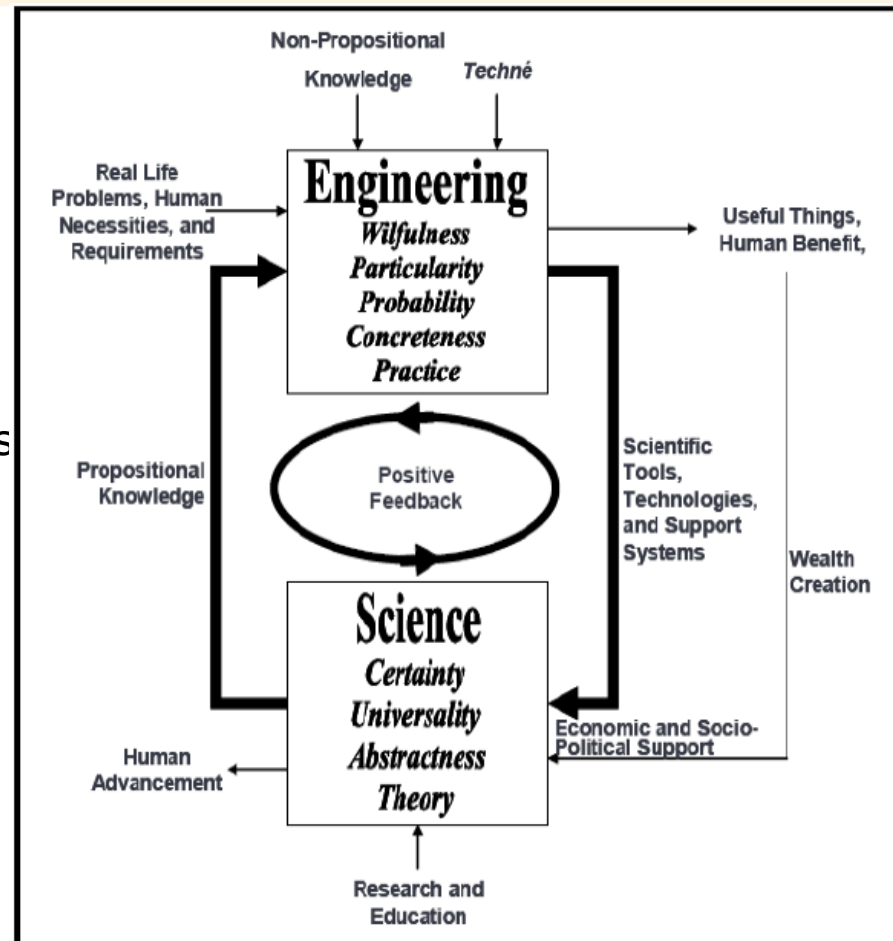 Non-Propositional
Knowledge
Techné
Real Life
Problems, Human
Necessities, and
Requirements
Engineering
Wilfulness
Particularity
Probability
Concreteness
Practice
Useful Things,
Human Benefit,
s
Propositional
Knowledge
Positive
Feedback
Scientific
Tools,
Technologies,
and Support
Systems
Wealth
Creation
Science
Certainty
Universality
Abstractness
Theory
Economic and Socio-
Political Support
Human
Advancement
Research and
Education